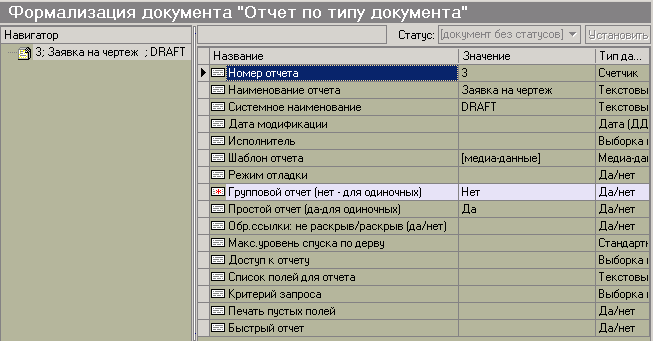 Формализация документа "Отчет по типу документа"
Навигатор
Статус: [документ без статусов] Установить
3; Заявка на чертеж ; DRAFT
Название Значение Тип да...
Номер отчета 3 Счетчик
Наименование отчета Заявка на чертеж Текстовы
Системное наименование DRAFT Текстовы
Дата модификации Дата (ДД
Исполнитель Выборка и
Шаблон отчета [медиа-данные] Медиа-да
Режим отладки Да/нет
Групповой отчет (нет - для одиночных) Нет Да/нет
Простой отчет (да-для одиночных) Да Да/нет
Обр.ссылки: не раскрыв/раскрыв (да/нет) Да/нет
Макс.уровень спуска по дерву Стандартн
Доступ к отчету Выборка и
Список полей для отчета Текстовы
Критерий запроса Выборка и
Печать пустых полей Да/нет
Быстрый отчет Да/нет